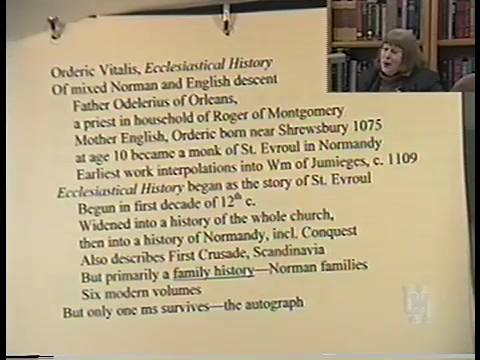 Orderic Vitalis, Ecclesiastical History
Of mixed Norman and English descent
Father Odelerius of Orleans,
a priest in household of Roger of Montgomery
Mother English, Orderic born near Shrewsbury 1075
at age 10 became a monk of St. Evroul in Normandy
Earliest work interpolations into Wm of Jumieges, c. 1109
Ecclesiastical History began as the story of St. Evroul
Begun in first decade of 12th c.
Widened into a history of the whole church,
then into a history of Normandy, incl. Conquest
Also describes First Crusade, Scandinavia
But primarily a family history—Norman families
Six modern volumes
But only one ms survives—the autograph